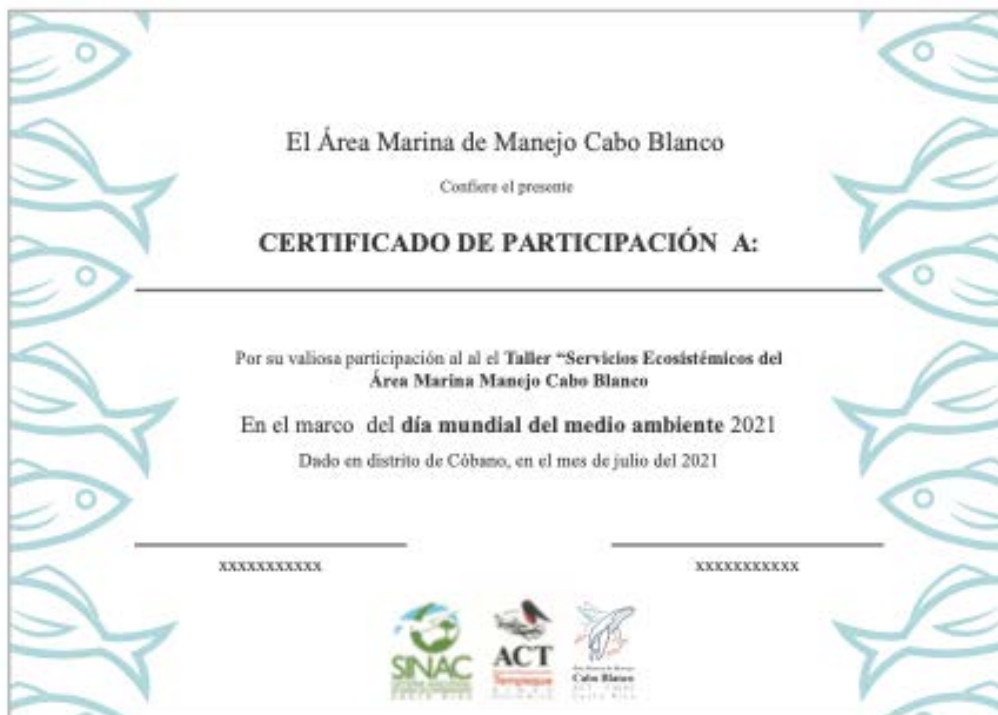 El Área Marina de Manejo Cabo Blanco
Confiere el presente
CERTIFICADO DE PARTICIPACIÓN A:
Por su valiosa participación al al el Taller “Servicios Ecosistémicos del
Área Marina Manejo Cabo Blanco
En el marco del día mundial del medio ambiente 2021
Dado en distrito de Cóbano, en el mes de julio del 2021
xxxxxxxxxxx xxxxxxxxxxx
SINAC
ACT
Tempisque
Cabo Blanco